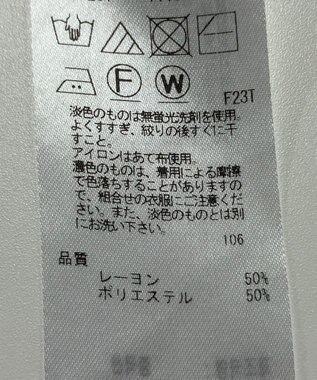 F W
F23T
淡色のものは無蛍光洗剤を使用。
よくすすぎ、絞りの後すぐに干
すこと。
アイロンはあて布使用。
濃色のものは、着用による摩擦
で色落ちすることがありますの
で、組合せの衣服にご注意くだ
さい。また、淡色のものとは別
にお洗い下さい。
106
品質
レーヨン 50%
ポリエステル 50%